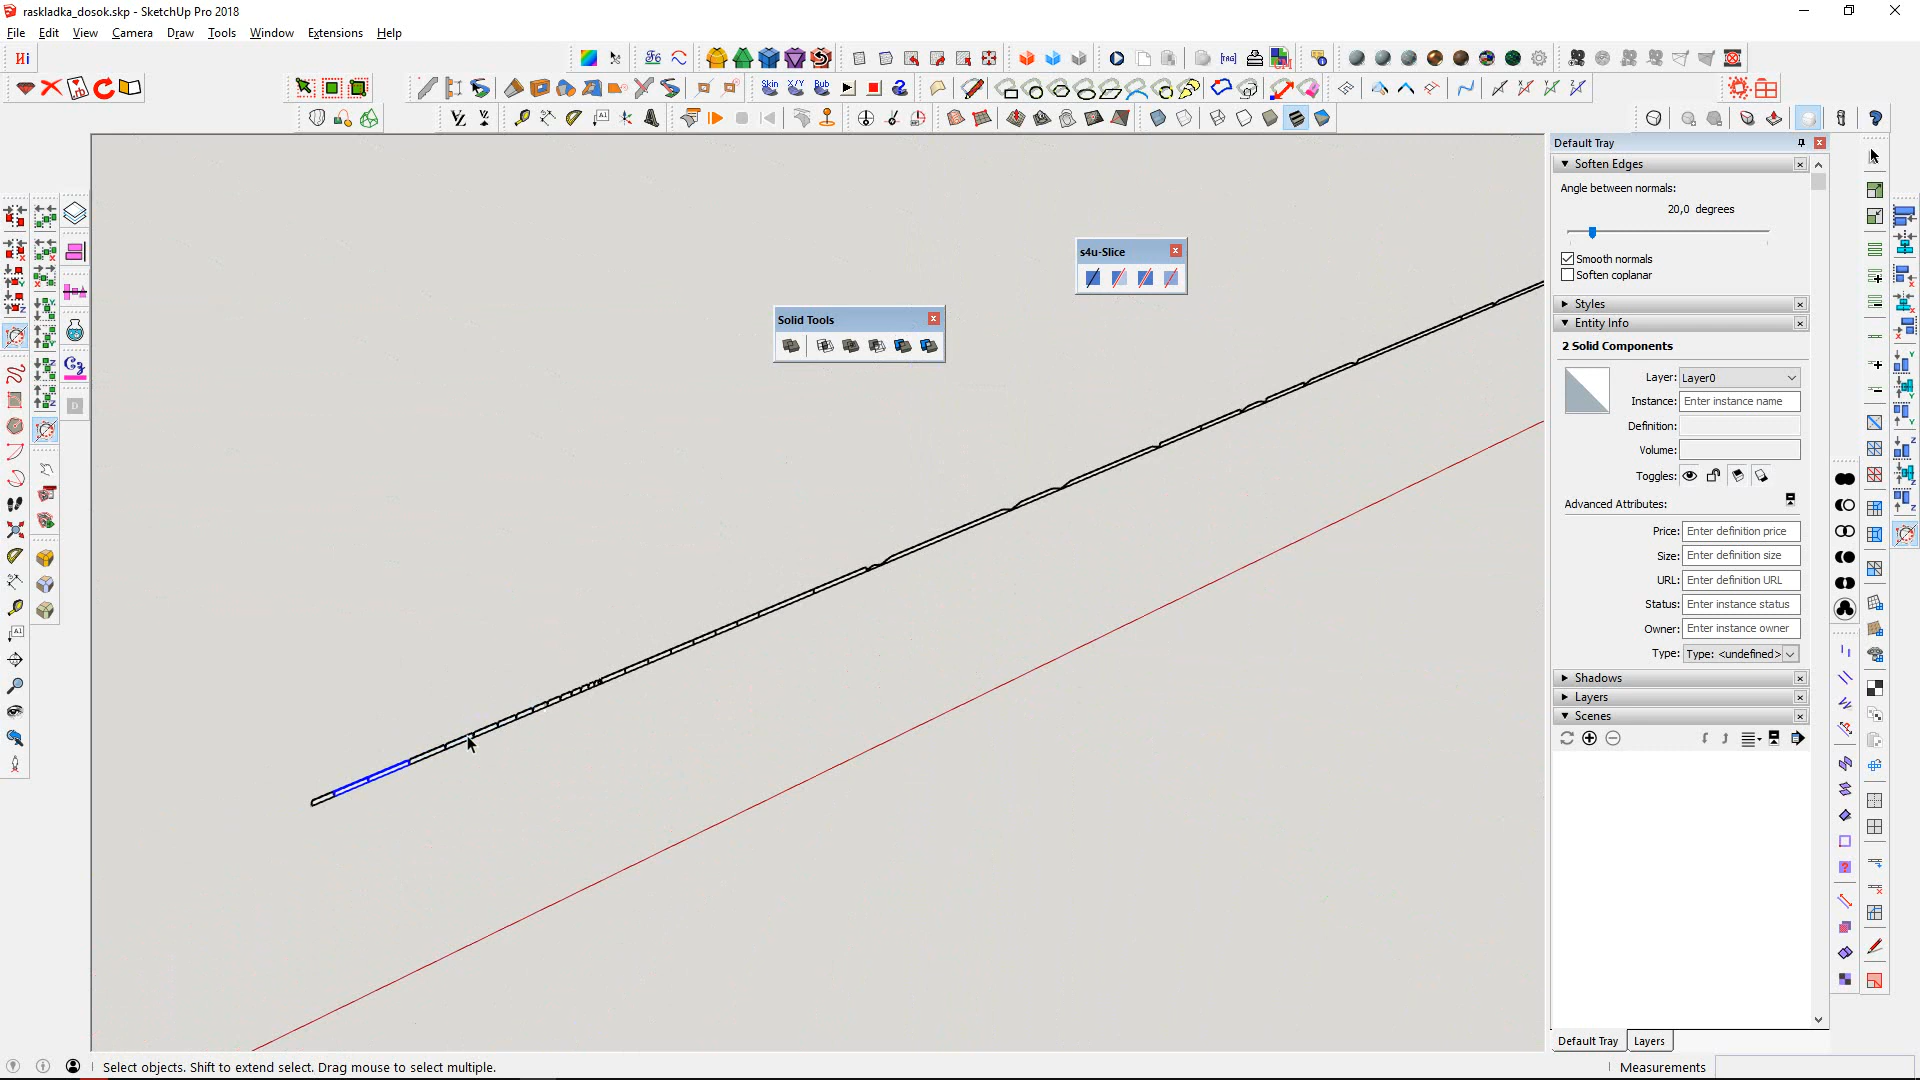 raskladka_dosok.skp - SketchUp Pro 2018
File Edit View Camera Draw Tools Window Extensions Help
Skin X/Y Bub
[TAG]
s4u-Slice
Solid Tools
Default Tray
Soften Edges
Angle between normals:
20,0 degrees
Smooth normals
Soften coplanar
Styles
Entity Info
2 Solid Components
Layer: Layer0
Instance: Enter instance name
Definition:
Volume:
Toggles:
Advanced Attributes:
Price: Enter definition price
Size: Enter definition size
URL: Enter definition URL
Status: Enter instance status
Owner: Enter instance owner
Type: Type: <undefined>
Shadows
Layers
Scenes
Default Tray Layers
Select objects. Shift to extend select. Drag mouse to select multiple.
Measurements